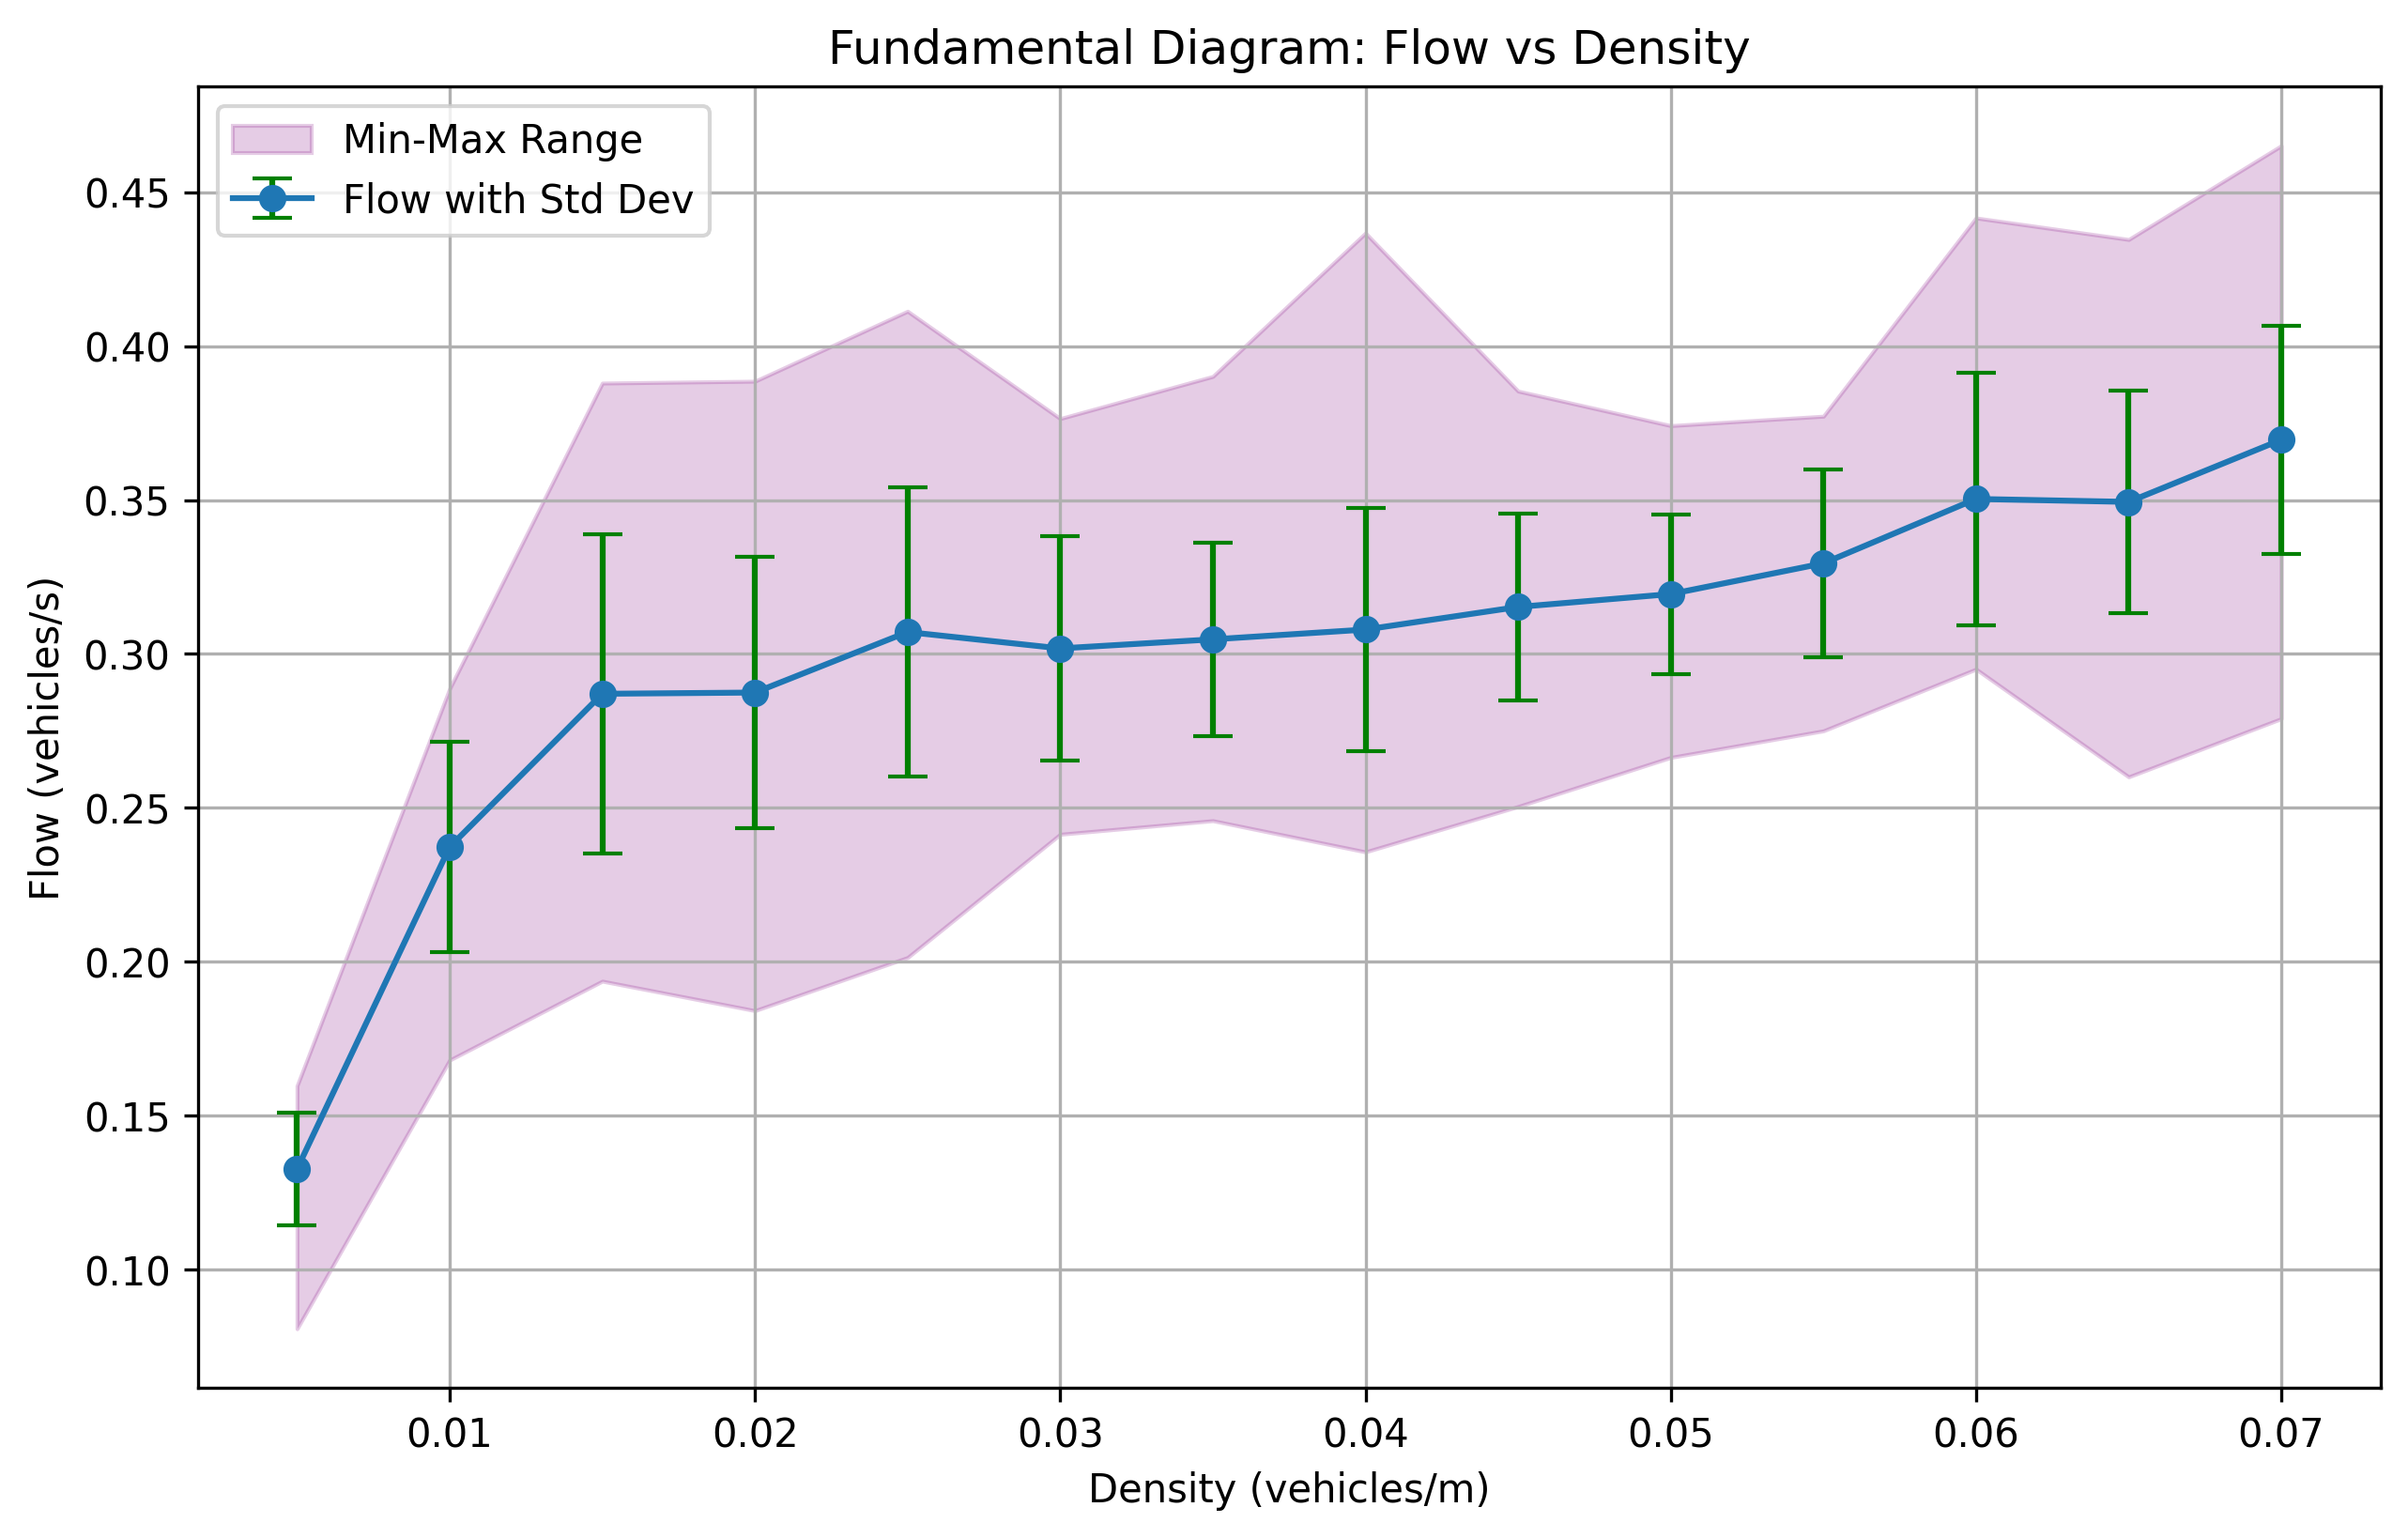 Fundamental Diagram: Flow vs Density
Min-Max Range
Flow with Std Dev
Flow (vehicles/s)
0.45
0.40
0.35
0.30
0.25
0.20
0.15
0.10
0.01 0.02 0.03 0.04 0.05 0.06 0.07
Density (vehicles/m)